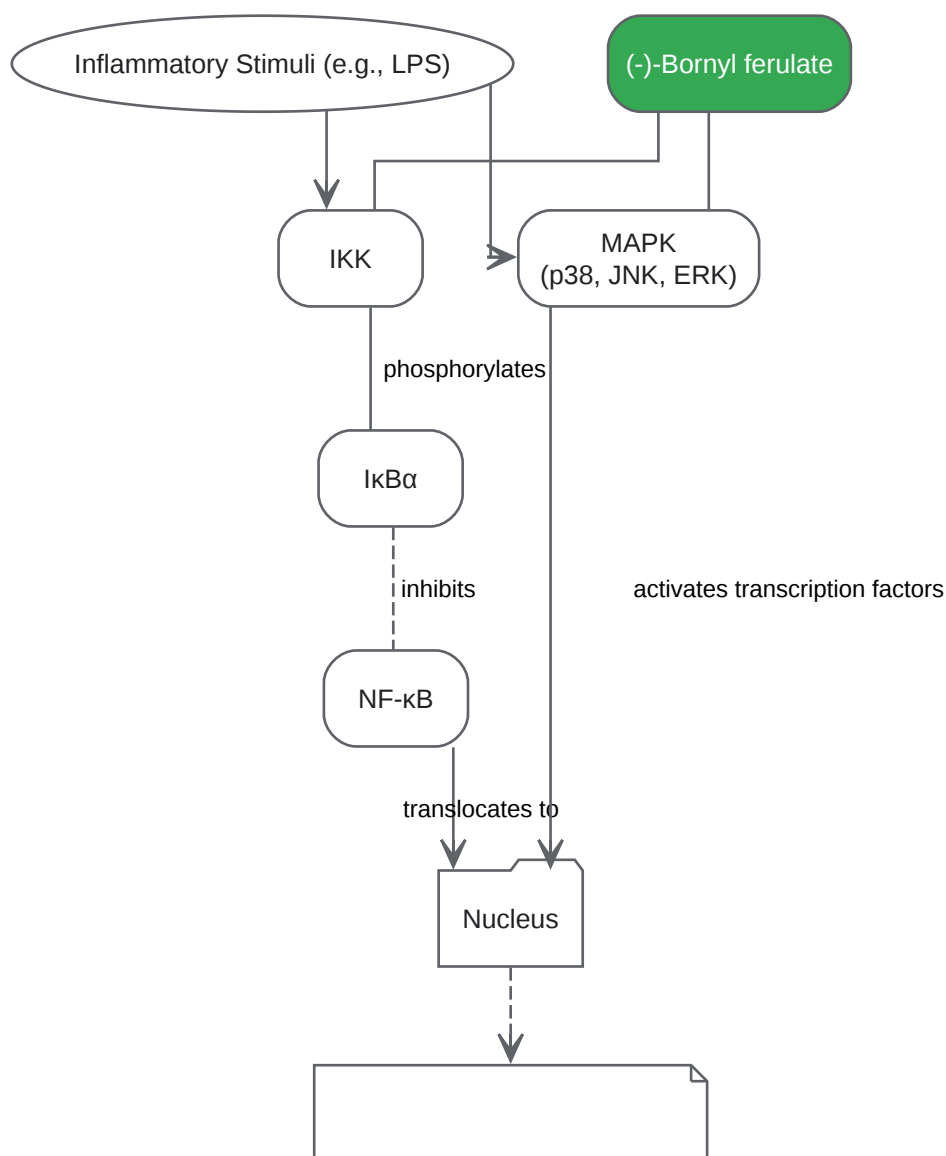 Inflammatory Stimuli (e.g., LPS)
(-)-Bornyl ferulate
IKK
MAPK
(p38, JNK, ERK)
phosphorylates
IκBα
inhibits
activates transcription factors
NF-κB
translocates to
Nucleus